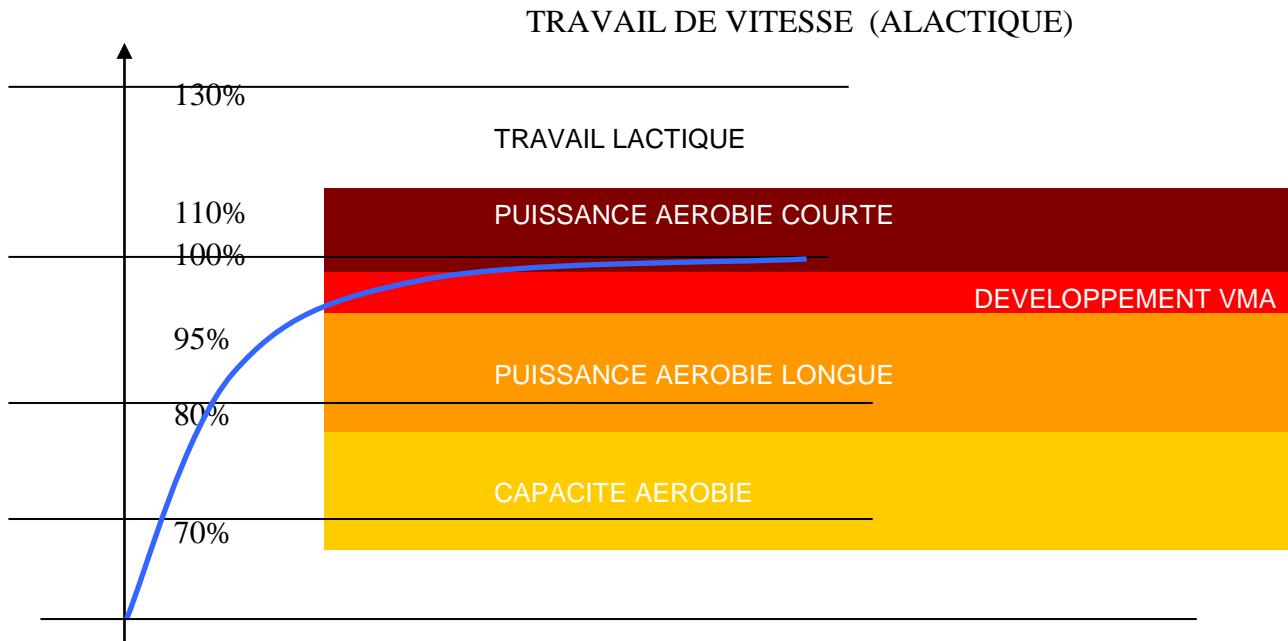 TRAVAIL DE VITESSE (ALACTIQUE)
130%
TRAVAIL LACTIQUE
110%
PUISSANCE AEROBIE COURTE
100%
DEVELOPPEMENT VMA
95%
PUISSANCE AEROBIE LONGUE
80%
CAPACITE AEROBIE
70%